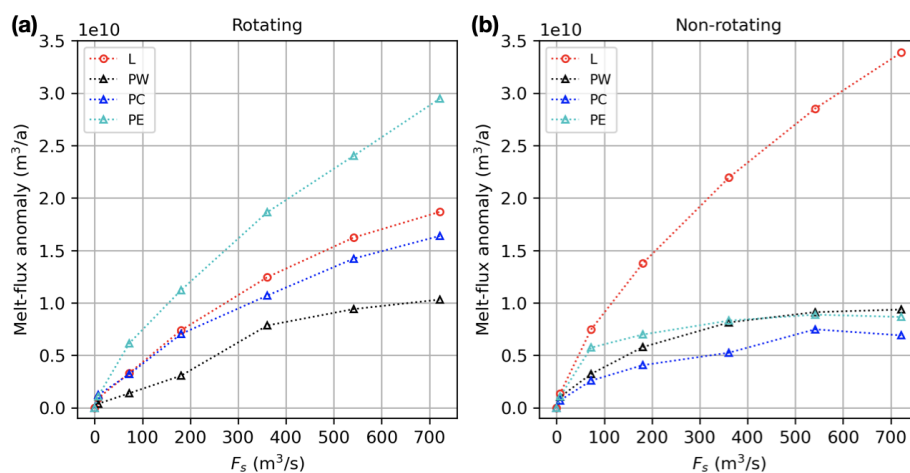 (a)
1e10
Rotating
3.5
3.0
2.5
2.0
1.5
1.0
0.5
0.0
Melt-flux anomaly (m³/a)
L
PW
PC
PE
0 100 200 300 400 500 600 700
Fₛ (m³/s)
(b)
1e10
Non-rotating
3.5
3.0
2.5
2.0
1.5
1.0
0.5
0.0
Melt-flux anomaly (m³/a)
L
PW
PC
PE
0 100 200 300 400 500 600 700
Fₛ (m³/s)